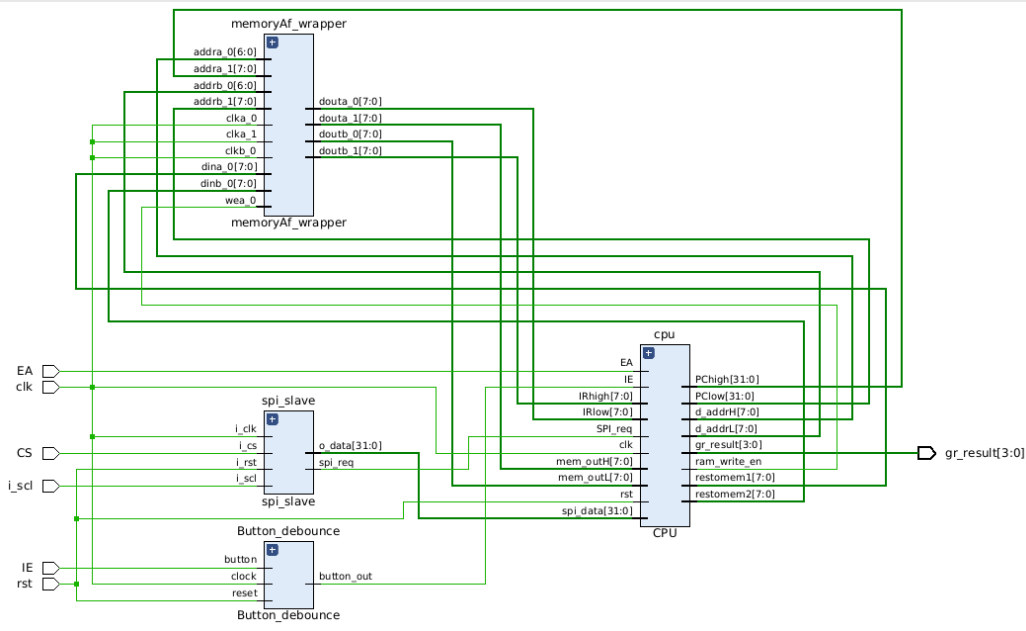 memoryAf_wrapper
addra_0[6:0]
addra_1[7:0]
addrb_0[6:0]
addrb_1[7:0]
clka_0
clka_1
clkb_0
dina_0[7:0]
dinb_0[7:0]
wea_0
douta_0[7:0]
douta_1[7:0]
doutb_0[7:0]
doutb_1[7:0]
memoryAf_wrapper
EA
clk
CS
i_scl
IE
rst
spi_slave
i_clk
i_cs
i_rst
i_scl
o_data[31:0]
spi_req
spi_slave
Button_debounce
button
clock
reset
button_out
Button_debounce
cpu
EA
IE
IRhigh[7:0]
IRlow[7:0]
SPI_req
clk
mem_outH[7:0]
mem_outL[7:0]
rst
spi_data[31:0]
PChigh[31:0]
PClow[31:0]
d_addrH[7:0]
d_addrL[7:0]
gr_result[3:0]
ram_write_en
restomem1[7:0]
restomem2[7:0]
CPU
gr_result[3:0]